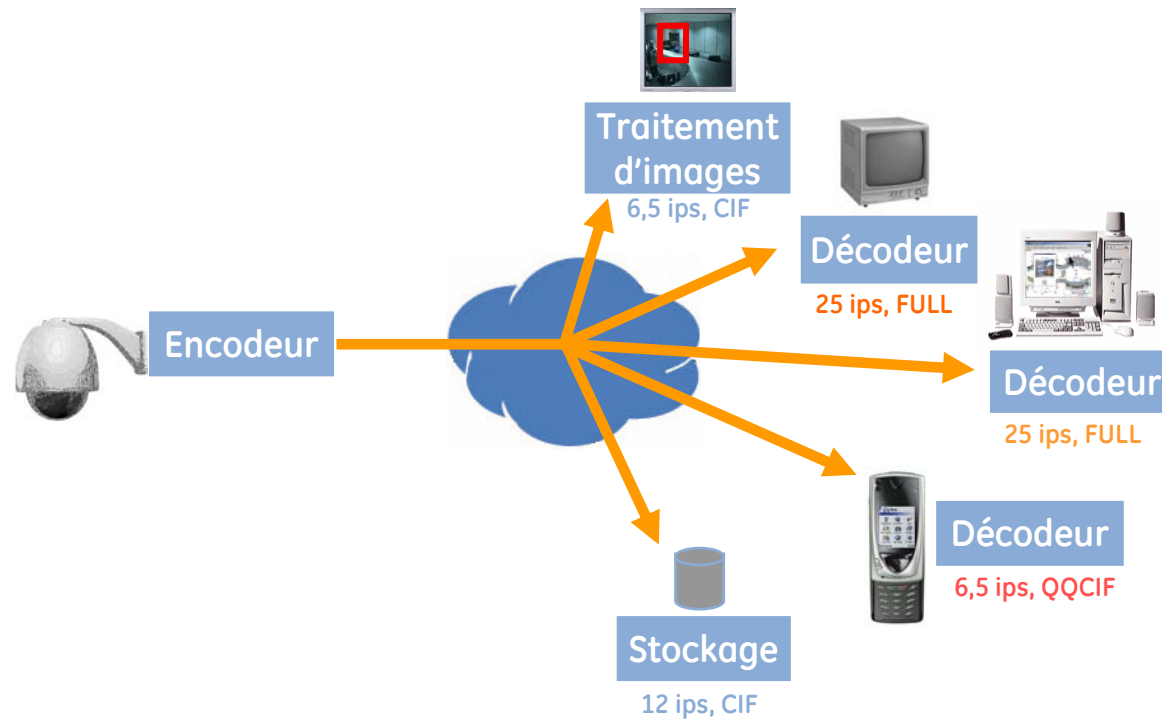 Traitement
d'images
6,5 ips, CIF
Décodeur
25 ips, FULL
Encodeur
Décodeur
25 ips, FULL
Décodeur
6,5 ips, QQCIF
Stockage
12 ips, CIF